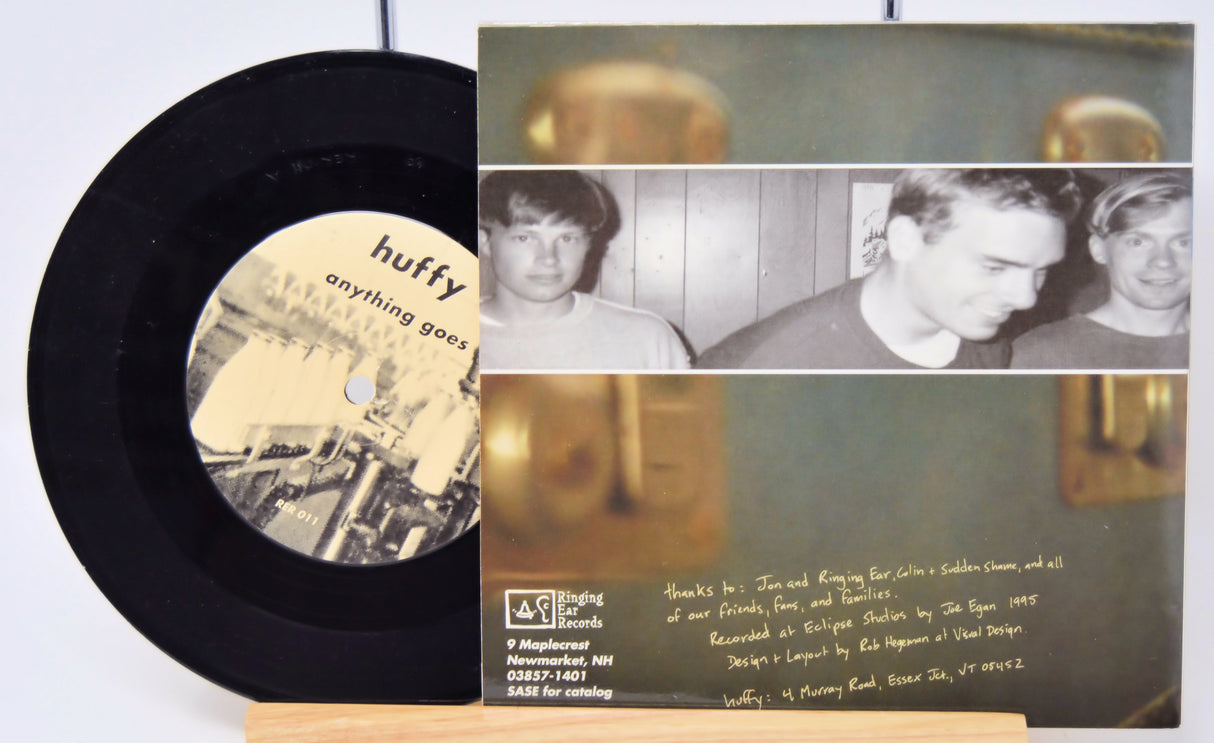 huffy
anything goes
RER 011
Ringing
Ear
Records
9 Maplecrest
Newmarket, NH
03857-1401
SASE for catalog
thanks to: Jon and Ringing Ear, Colin + Sudden Shame, and all
of our friends, fans, and families.
Recorded at Eclipse Studios by Joe Egan 1995
Design + Layout by Rob Hegeman at Visual Design.
huffy: 4 Murray Road, Essex Jct., VT 05452